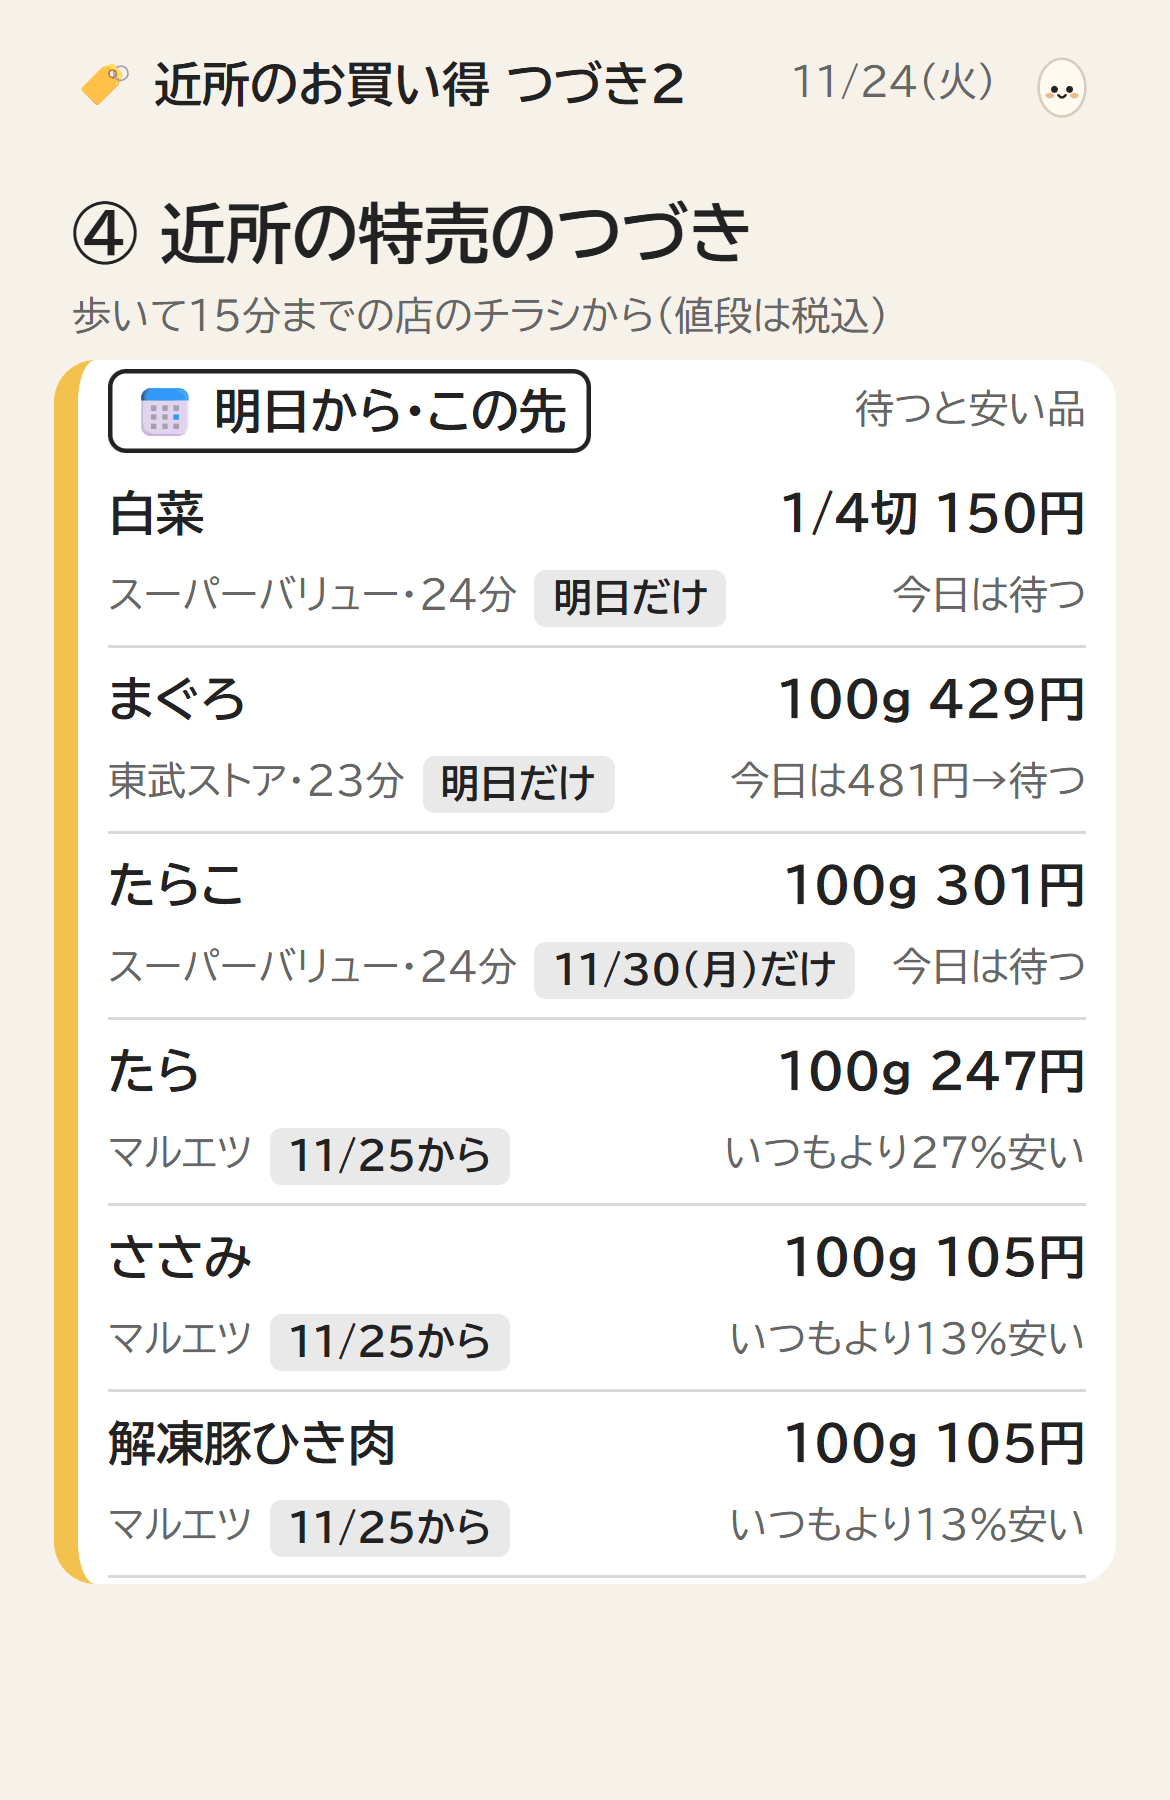 近所のお買い得 つづき2 11/24(火)
④ 近所の特売のつづき
歩いて15分までの店のチラシから(値段は税込)
明日から・この先 待つと安い品
白菜 1/4切 150円
スーパーバリュー・24分 明日だけ 今日は待つ
まぐろ 100g 429円
東武ストア・23分 明日だけ 今日は481円→待つ
たらこ 100g 301円
スーパーバリュー・24分 11/30(月)だけ 今日は待つ
たら 100g 247円
マルエツ 11/25から いつもより27%安い
ささみ 100g 105円
マルエツ 11/25から いつもより13%安い
解凍豚ひき肉 100g 105円
マルエツ 11/25から いつもより13%安い